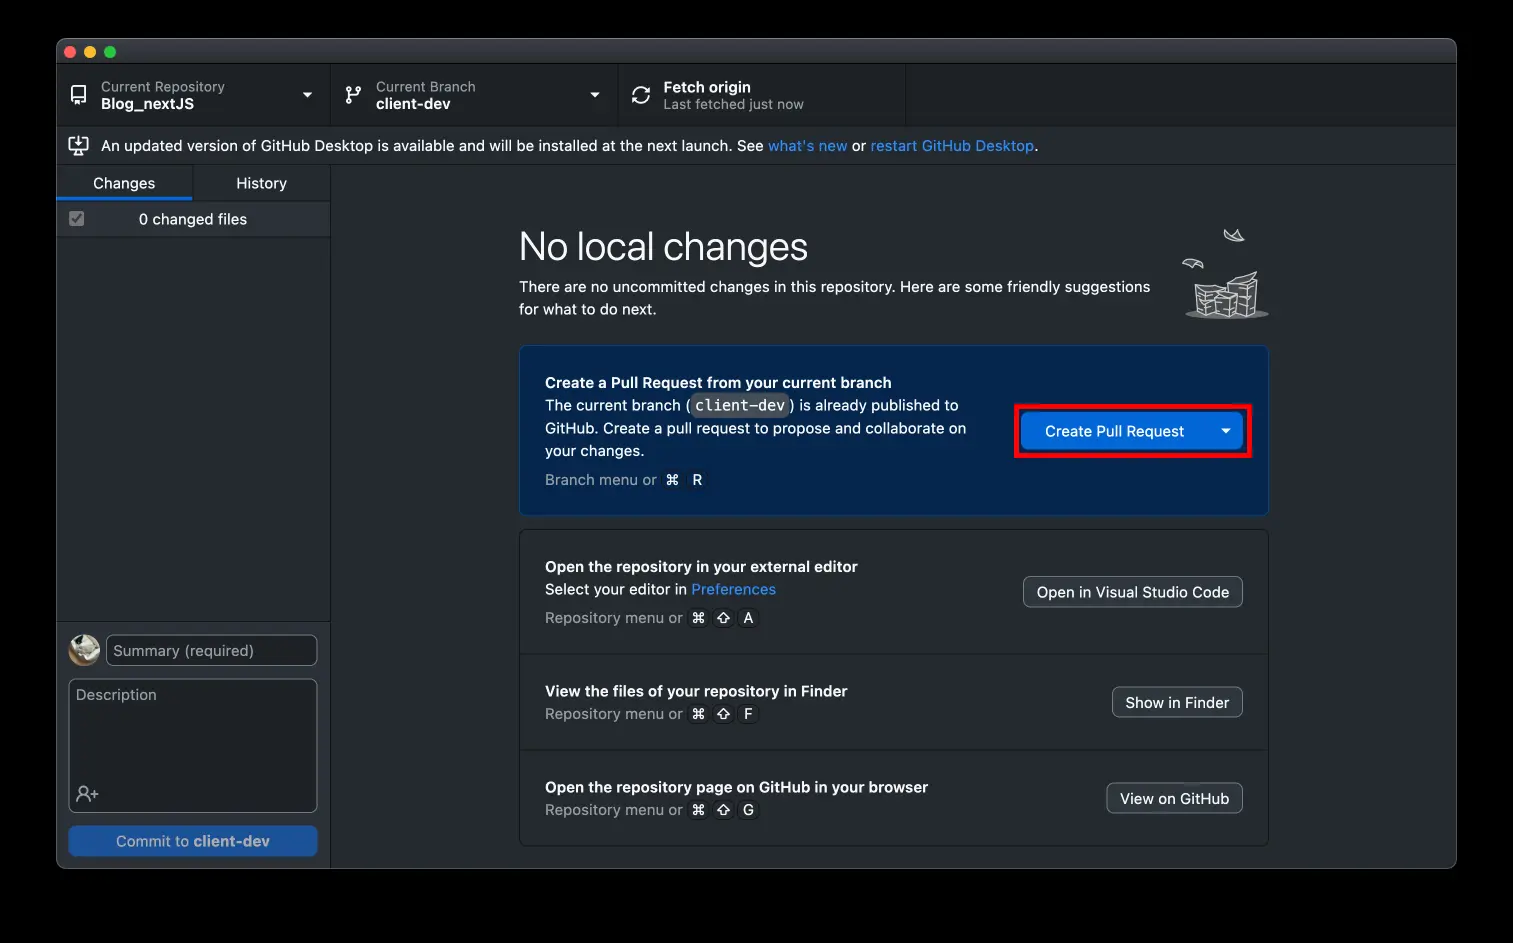 Current Repository
Blog_nextJS
Current Branch
client-dev
Fetch origin
Last fetched just now
An updated version of GitHub Desktop is available and will be installed at the next launch. See what's new or restart GitHub Desktop.
Changes
History
0 changed files
No local changes
There are no uncommitted changes in this repository. Here are some friendly suggestions
for what to do next.
Create a Pull Request from your current branch
The current branch (client-dev) is already published to
GitHub. Create a pull request to propose and collaborate on
your changes.
Branch menu or ⌘ R
Create Pull Request
Open the repository in your external editor
Select your editor in Preferences
Repository menu or ⌘ ⇧ A
Open in Visual Studio Code
View the files of your repository in Finder
Repository menu or ⌘ ⇧ F
Show in Finder
Open the repository page on GitHub in your browser
Repository menu or ⌘ ⇧ G
View on GitHub
Summary (required)
Description
Commit to client-dev